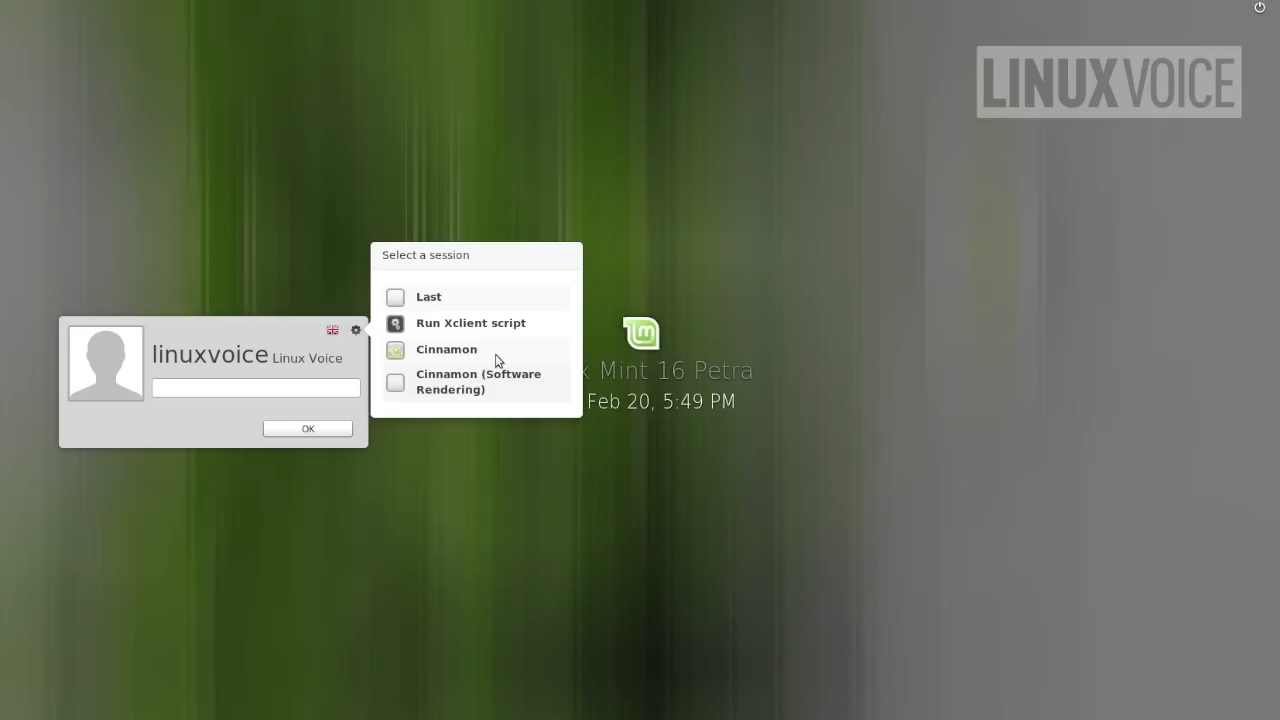 LINUXVOICE
Select a session
Last
Run Xclient script
Cinnamon
Cinnamon (Software
Rendering)
linuxvoice Linux Voice
OK
Mint 16 Petra
Feb 20, 5:49 PM